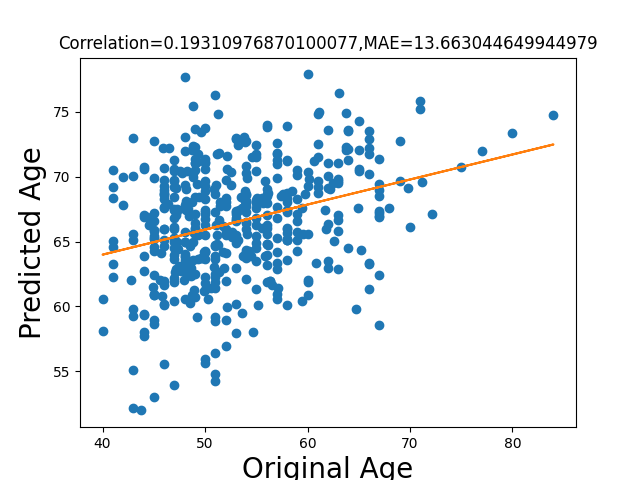 Correlation=0.19310976870100077,MAE=13.663044649944979
Predicted Age
75
70
65
60
55
40 50 60 70 80
Original Age